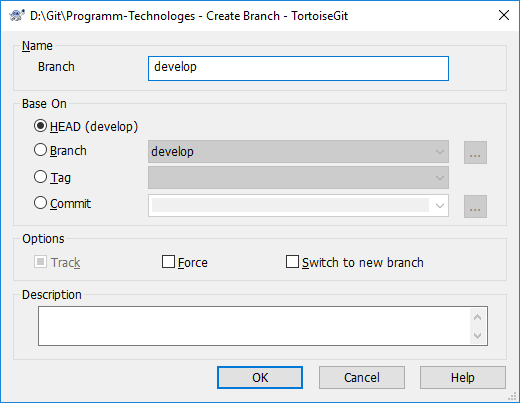 D:\Git\Programm-Technologes - Create Branch - TortoiseGit
Name
Branch
develop
Base On
HEAD (develop)
Branch
develop
...
Tag
Commit
...
Options
Track
Force
Switch to new branch
Description
OK
Cancel
Help